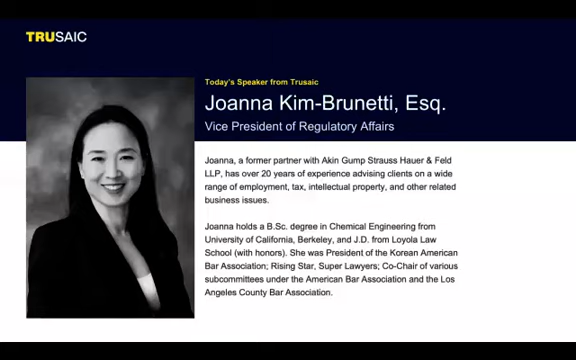 TRUSAIC
Today's Speaker from Trusaic
Joanna Kim-Brunetti, Esq.
Vice President of Regulatory Affairs
Joanna, a former partner with Akin Gump Strauss Hauer & Feld
LLP, has over 20 years of experience advising clients on a wide
range of employment, tax, intellectual property, and other related
business issues.
Joanna holds a B.Sc. degree in Chemical Engineering from
University of California, Berkeley, and J.D. from Loyola Law
School (with honors). She was President of the Korean American
Bar Association; Rising Star, Super Lawyers; Co-Chair of various
subcommittees under the American Bar Association and the Los
Angeles County Bar Association.